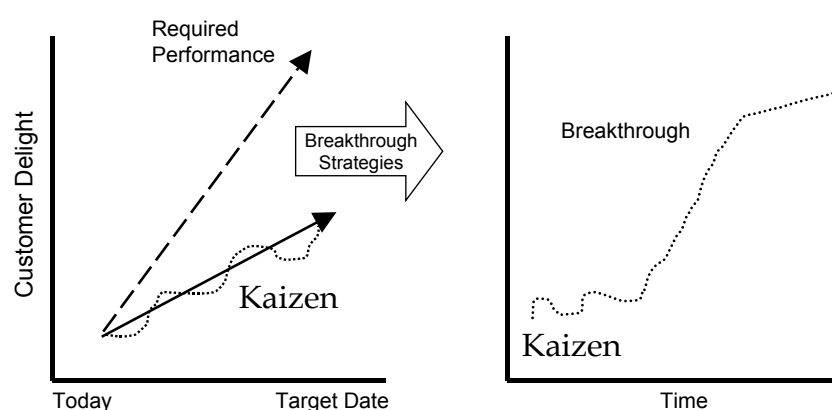 Required
Performance
Customer Delight
Breakthrough
Strategies
Kaizen
Today
Target Date
Breakthrough
Kaizen
Time